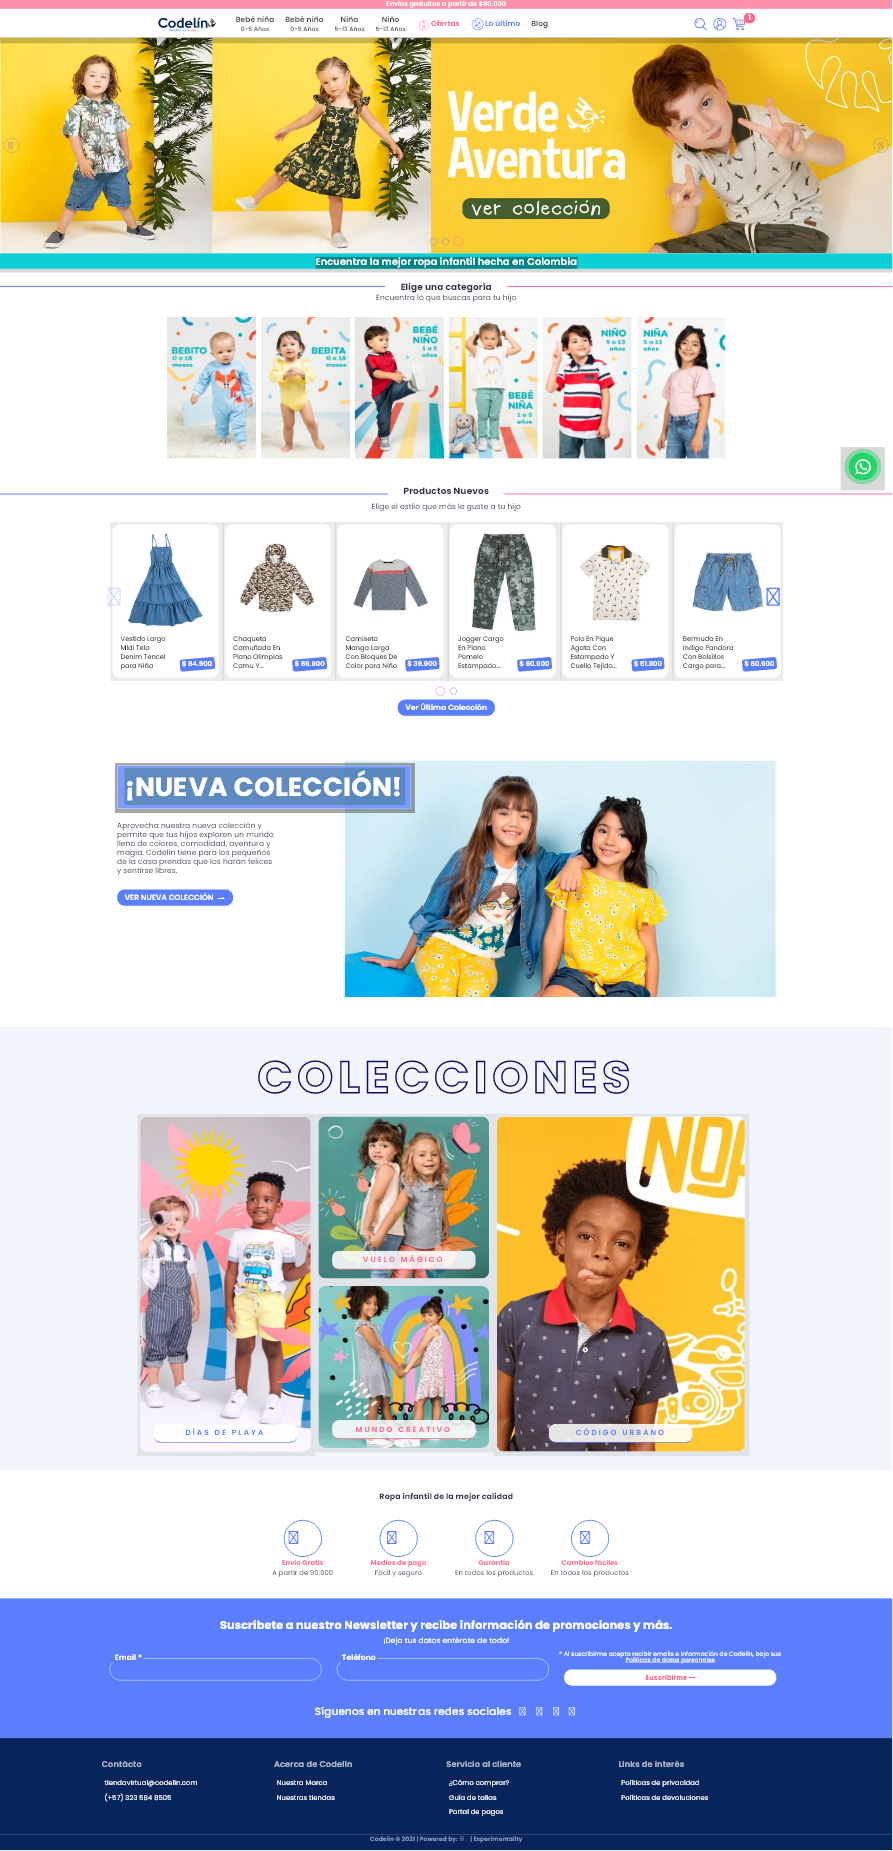 Envíos gratuitos a partir de $90.000
Codelin
Bebé niña
0-5 Años
Bebé niño
0-5 Años
Niña
5-13 Años
Niño
5-13 Años
Ofertas
Lo último
Blog
1
Verde
Aventura
ver colección
Encuentra la mejor ropa infantil hecha en Colombia
Elige una categoría
Encuentra lo que buscas para tu hijo
BEBITO
0 a 18
meses
BEBITA
0 a 18
meses
BEBÉ
NIÑO
1 a 5
años
BEBÉ
NIÑA
1 a 5
años
NIÑO
5 a 13
años
NIÑA
5 a 13
años
Productos Nuevos
Elige el estilo que más le guste a tu hijo
Vestido Largo
Midi Tela
Denim Tencel
para Niña
$ 84.900
Chaqueta
Camuflada En
Plano Olimpias
Camu Y...
$ 69.900
Camiseta
Manga Larga
Con Bloques De
Color para Niño
$ 39.900
Jogger Cargo
En Plano
Pomelo
Estampado...
$ 60.900
Polo En Pique
Agata Con
Estampado Y
Cuello Tejido...
$ 51.900
Bermuda En
Indigo Pandora
Con Bolsillos
Cargo para...
$ 60.900
Ver Última Colección
¡NUEVA COLECCIÓN!
Aprovecha nuestra nueva colección y
permite que tus hijos exploren un mundo
lleno de colores, comodidad, aventura y
magia. Codelin tiene para los pequeños
de la casa prendas que los harán felices
y sentirse libres.
VER NUEVA COLECCIÓN →
COLECCIONES
VUELO MÁGICO
MUNDO CREATIVO
DÍAS DE PLAYA
CÓDIGO URBANO
Ropa infantil de la mejor calidad
Envío Gratis
A partir de 90.000
Medios de pago
Fácil y seguro
Garantía
En todos los productos
Cambios fáciles
En todos los productos
Suscríbete a nuestro Newsletter y recibe información de promociones y más.
¡Deja tus datos entérate de todo!
Email *
Teléfono
* Al suscribirme acepto recibir emails e información de Codelin, bajo sus
Políticas de datos personales
Suscribirme →
Síguenos en nuestras redes sociales
Contácto
tiendavirtual@codelin.com
(+57) 323 584 8505
Acerca de Codelin
Nuestra Marca
Nuestras tiendas
Servicio al cliente
¿Cómo comprar?
Guía de tallas
Portal de pagos
Links de interés
Políticas de privacidad
Políticas de devoluciones
Codelin © 2021 | Powered by: | Experimentality